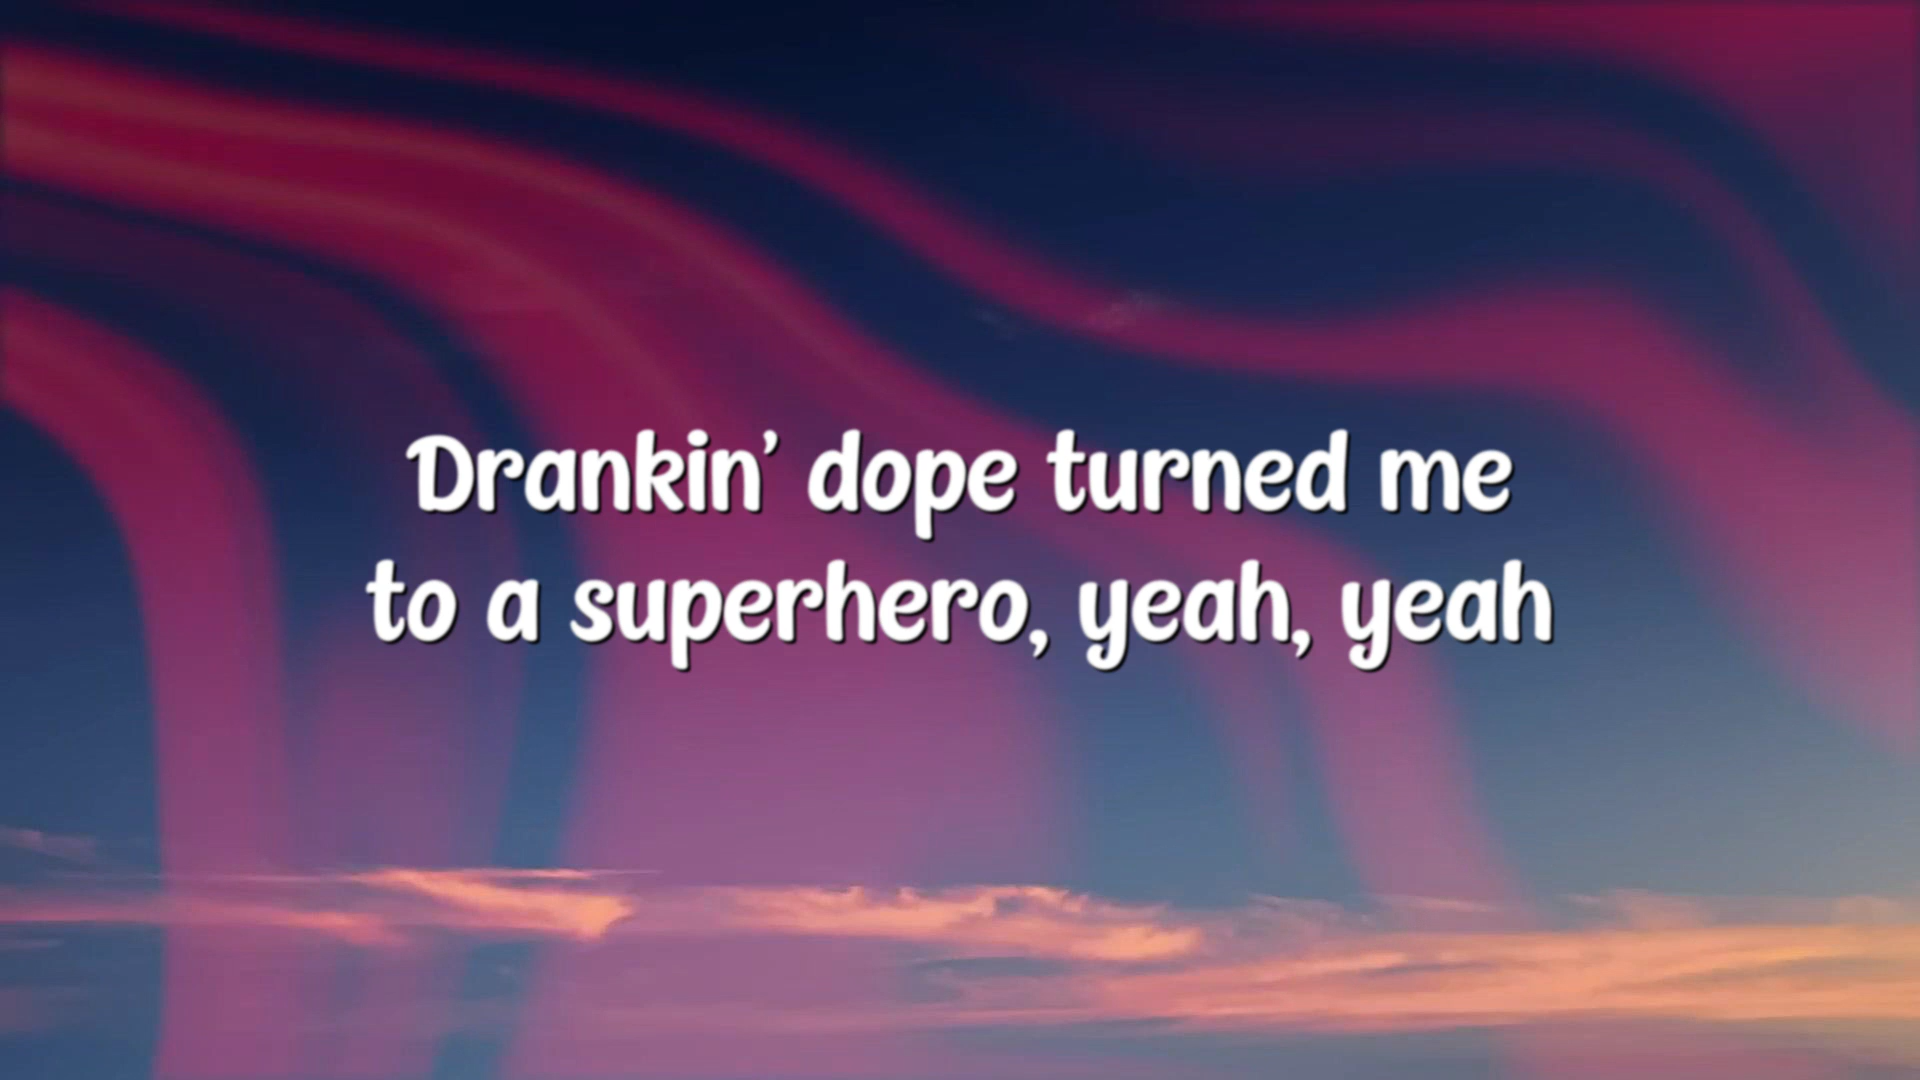 Drankin’ dope turned me
to a superhero, yeah, yeah